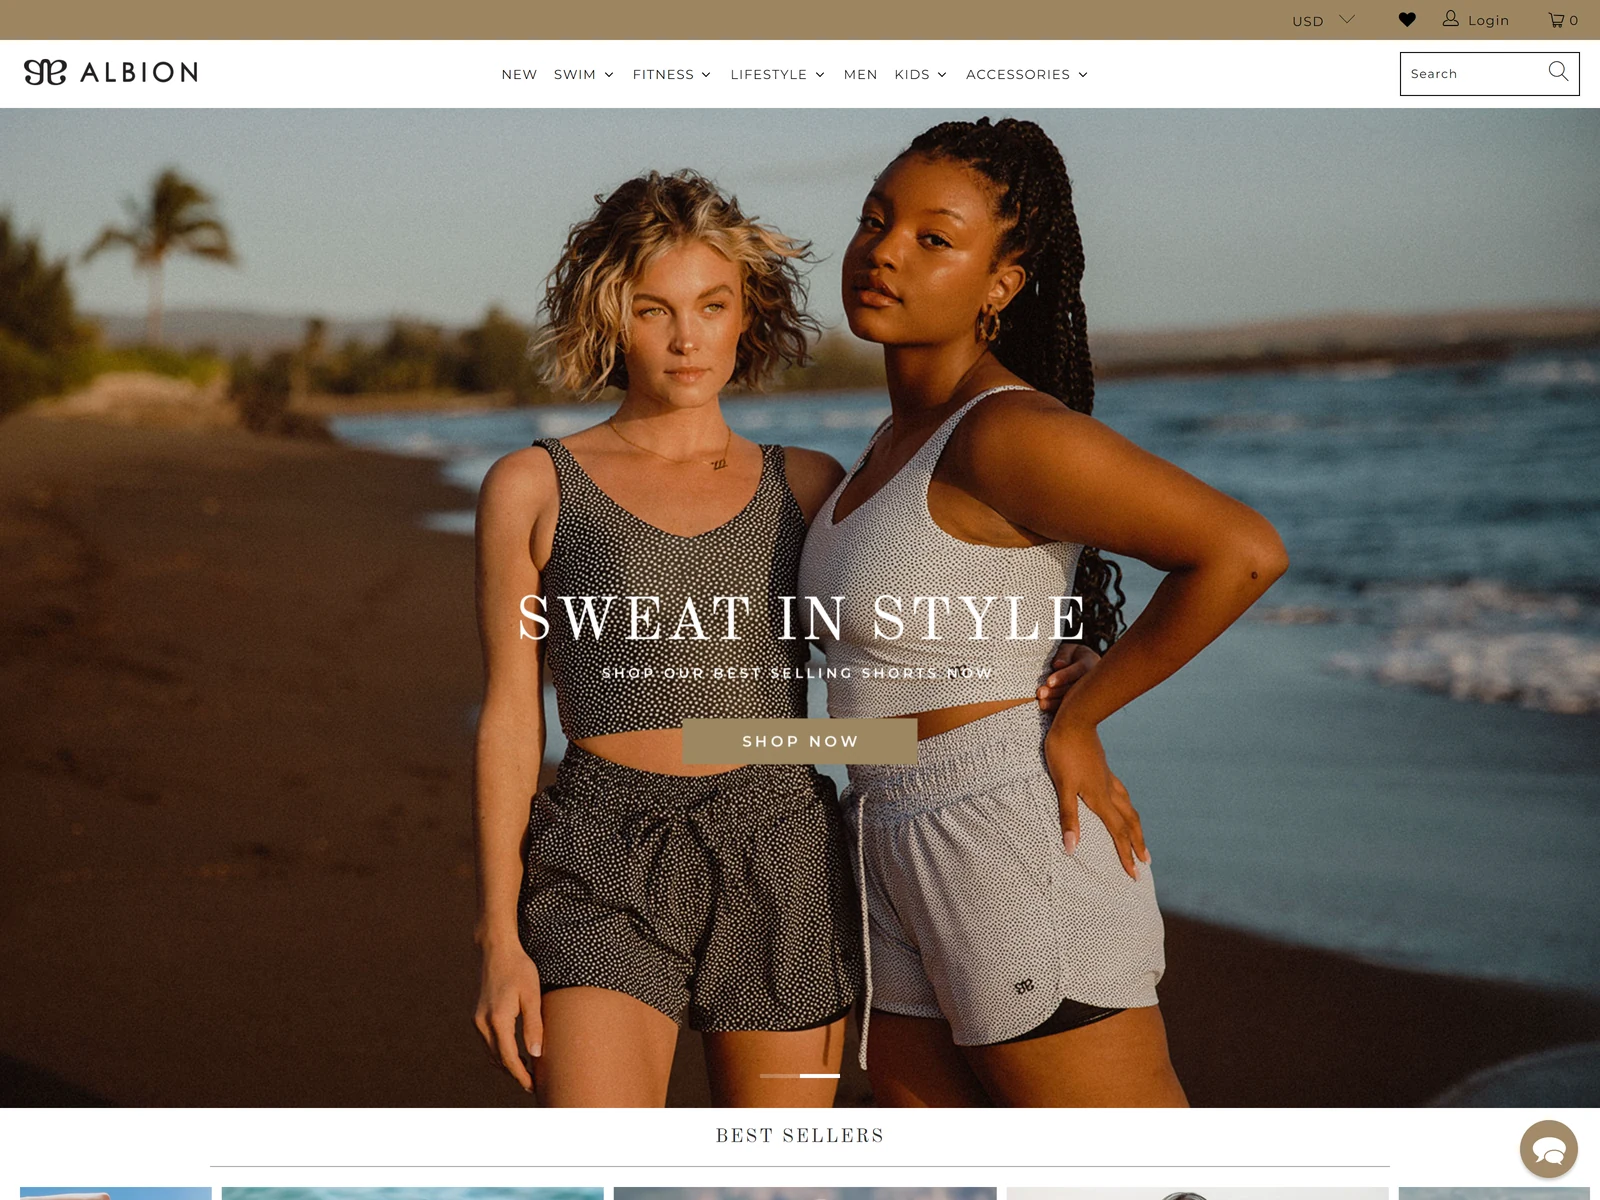 USD Login 0
ALBION NEW SWIM FITNESS LIFESTYLE MEN KIDS ACCESSORIES Search
SWEAT IN STYLE
SHOP OUR BEST SELLING SHORTS NOW
SHOP NOW
BEST SELLERS